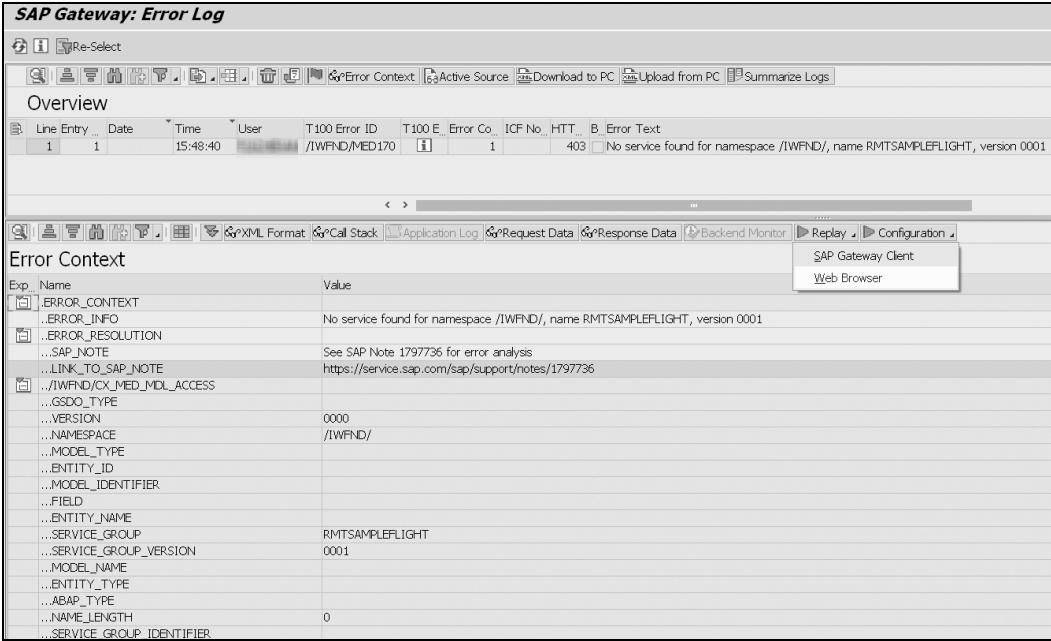 SAP Gateway: Error Log
Re-Select
Error Context Active Source Download to PC Upload from PC Summarize Logs
Overview
Line Entry ... Date Time User T100 Error ID T100 E... Error Co... ICF No... HTT... B... Error Text
1 1 15:48:40 /IWFND/MED170 1 403 No service found for namespace /IWFND/, name RMTSAMPLEFLIGHT, version 0001
XML Format Call Stack Application Log Request Data Response Data Backend Monitor Replay Configuration
SAP Gateway Client
Web Browser
Error Context
Exp... Name Value
.ERROR_CONTEXT
..ERROR_INFO No service found for namespace /IWFND/, name RMTSAMPLEFLIGHT, version 0001
..ERROR_RESOLUTION
...SAP_NOTE See SAP Note 1797736 for error analysis
...LINK_TO_SAP_NOTE https://service.sap.com/sap/support/notes/1797736
../IWFND/CX_MED_MDL_ACCESS
...GSDO_TYPE
...VERSION 0000
...NAMESPACE /IWFND/
...MODEL_TYPE
...ENTITY_ID
...MODEL_IDENTIFIER
...FIELD
...ENTITY_NAME
...SERVICE_GROUP RMTSAMPLEFLIGHT
...SERVICE_GROUP_VERSION 0001
...MODEL_NAME
...ENTITY_TYPE
...ABAP_TYPE
...NAME_LENGTH 0
...SERVICE_GROUP_IDENTIFIER